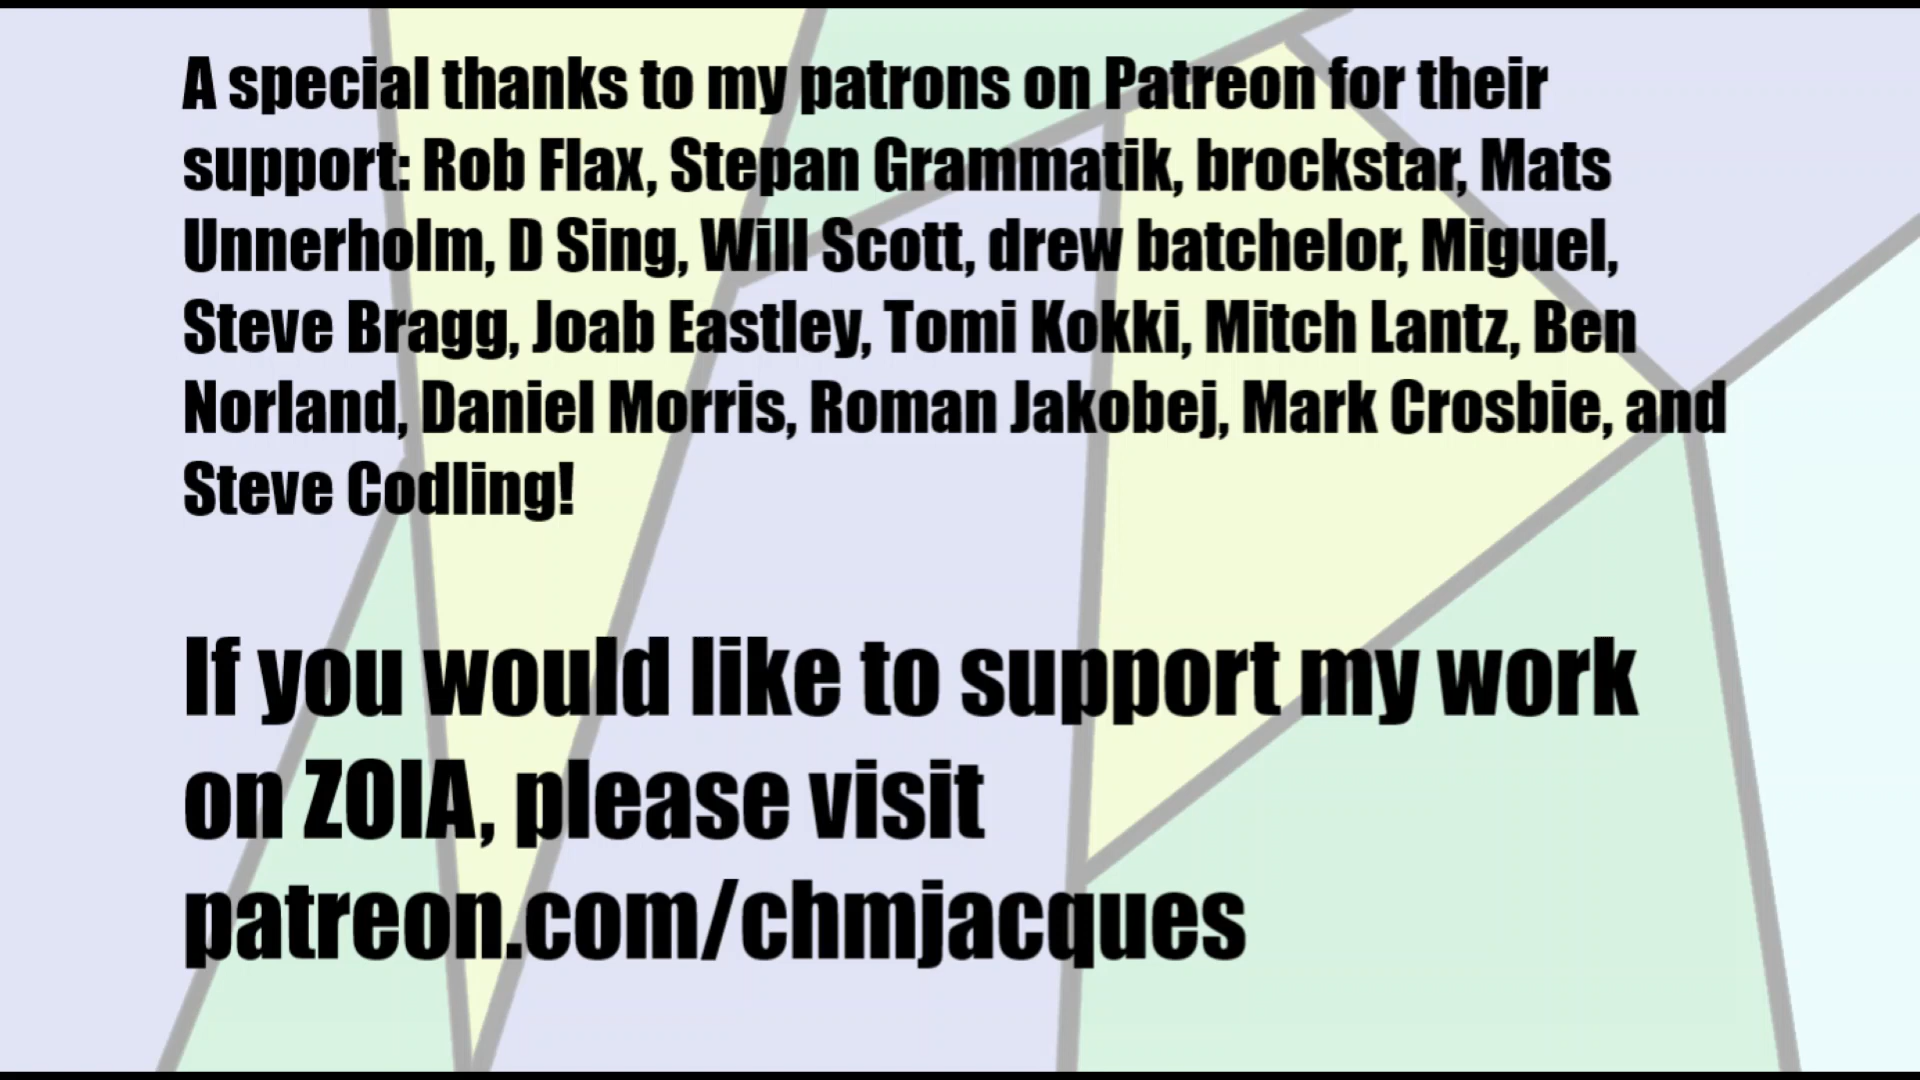 A special thanks to my patrons on Patreon for their
support: Rob Flax, Stepan Grammatik, brockstar, Mats
Unnerholm, D Sing, Will Scott, drew batchelor, Miguel,
Steve Bragg, Joab Eastley, Tomi Kokki, Mitch Lantz, Ben
Norland, Daniel Morris, Roman Jakobej, Mark Crosbie, and
Steve Codling!
If you would like to support my work
on ZOIA, please visit
patreon.com/chmjacques